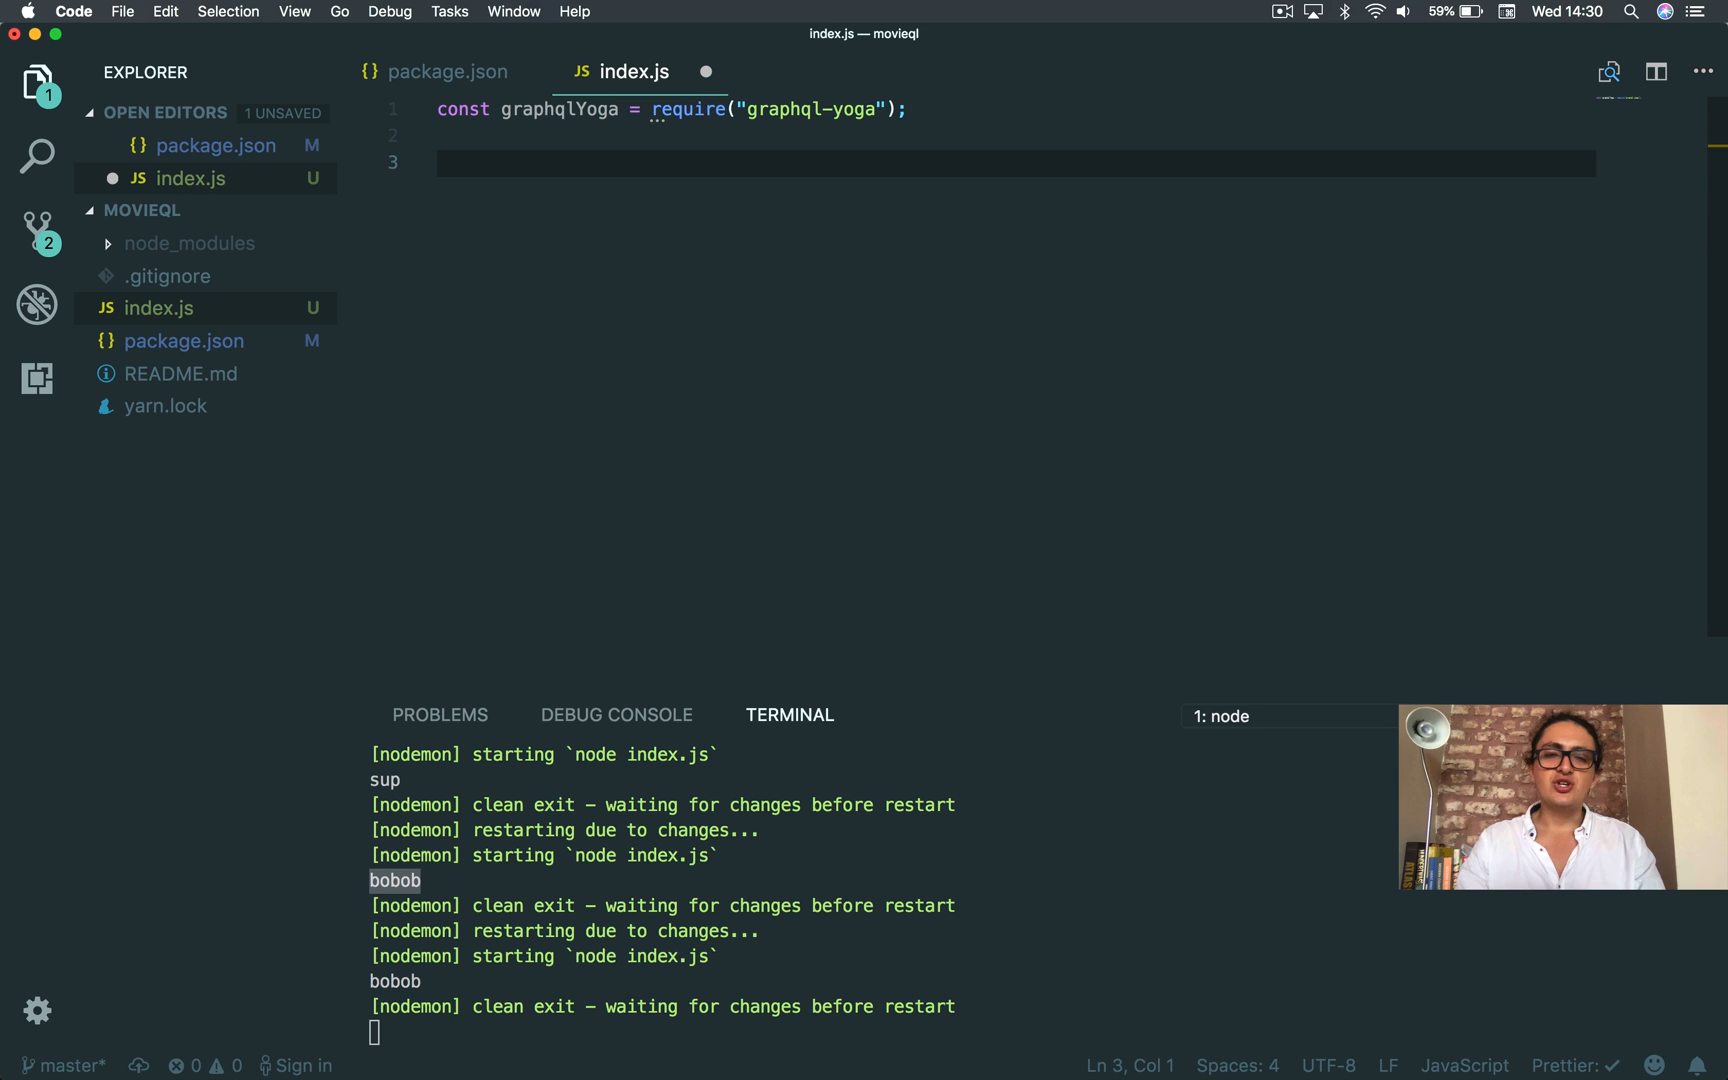 Code File Edit Selection View Go Debug Tasks Window Help 59% Wed 14:30
index.js — movieql
EXPLORER
OPEN EDITORS 1 UNSAVED
{} package.json M
JS index.js U
MOVIEQL
node_modules
.gitignore
JS index.js U
{} package.json M
README.md
yarn.lock
1
2
{} package.json JS index.js
1 const graphqlYoga = require("graphql-yoga");
2
3
PROBLEMS DEBUG CONSOLE TERMINAL 1: node
[nodemon] starting `node index.js`
sup
[nodemon] clean exit - waiting for changes before restart
[nodemon] restarting due to changes...
[nodemon] starting `node index.js`
bobob
[nodemon] clean exit - waiting for changes before restart
[nodemon] restarting due to changes...
[nodemon] starting `node index.js`
bobob
[nodemon] clean exit - waiting for changes before restart
ATLAS
master* 0 0 Sign in Ln 3, Col 1 Spaces: 4 UTF-8 LF JavaScript Prettier: ✓